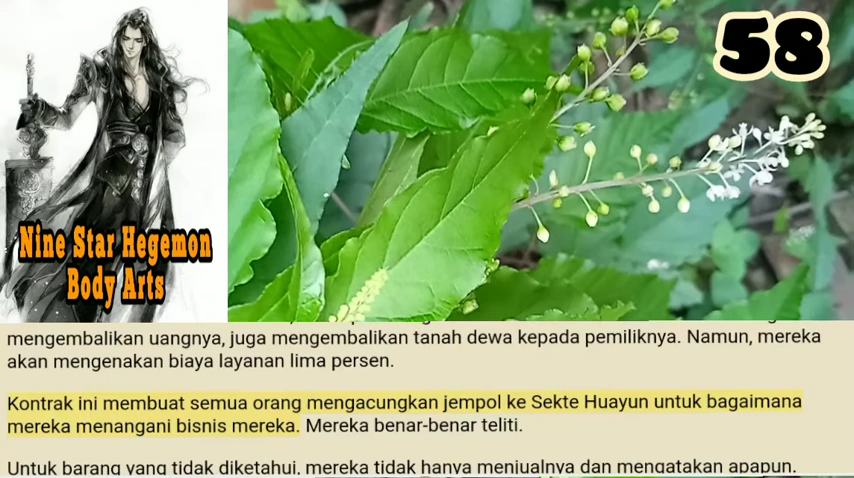 58
Nine Star Hegemon
Body Arts
mengembalikan uangnya, juga mengembalikan tanah dewa kepada pemiliknya. Namun, mereka
akan mengenakan biaya layanan lima persen.
Kontrak ini membuat semua orang mengacungkan jempol ke Sekte Huayun untuk bagaimana
mereka menangani bisnis mereka. Mereka benar-benar teliti.
Untuk barang yang tidak diketahui, mereka tidak hanya menjualnya dan mengatakan apapun.